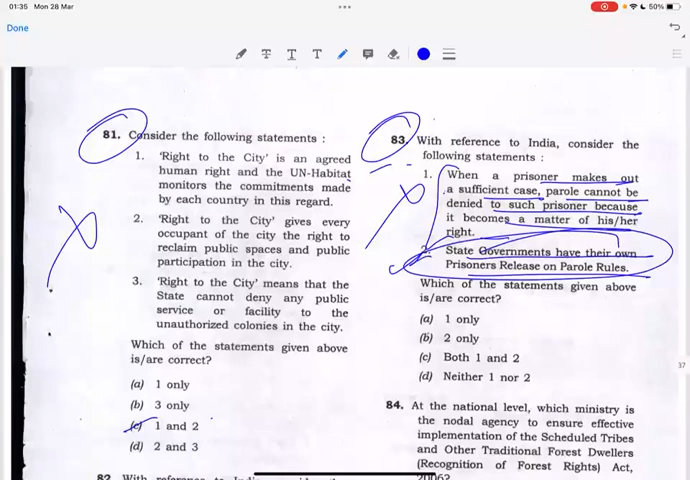 01:35 Mon 28 Mar
50%
Done
81. Consider the following statements :
1. 'Right to the City' is an agreed
human right and the UN-Habitat
monitors the commitments made
by each country in this regard.
2. 'Right to the City' gives every
occupant of the city the right to
reclaim public spaces and public
participation in the city.
3. 'Right to the City' means that the
State cannot deny any public
service or facility to the
unauthorized colonies in the city.
Which of the statements given above
is/are correct?
(a) 1 only
(b) 3 only
(c) 1 and 2
(d) 2 and 3
83. With reference to India, consider the
following statements :
1. When a prisoner makes out
a sufficient case, parole cannot be
denied to such prisoner because
it becomes a matter of his/her
right.
2. State Governments have their own
Prisoners Release on Parole Rules.
Which of the statements given above
is/are correct?
(a) 1 only
(b) 2 only
(c) Both 1 and 2
(d) Neither 1 nor 2
84. At the national level, which ministry is
the nodal agency to ensure effective
implementation of the Scheduled Tribes
and Other Traditional Forest Dwellers
(Recognition of Forest Rights) Act,
2006?
37